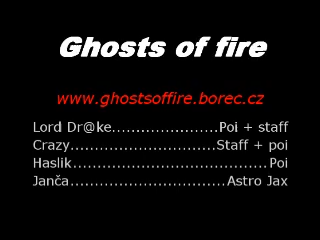 Ghosts of fire
www.ghostsoffire.borec.cz
Lord Dr@ke......................Poi + staff
Crazy..............................Staff + poi
Haslik........................................Poi
Janča................................Astro Jax